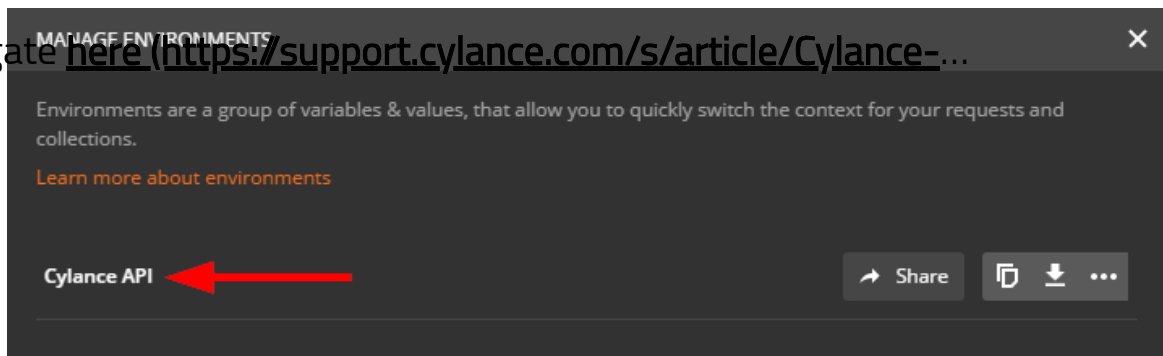 MANAGE ENVIRONMENTS
gate here (https://support.cylance.com/s/article/Cylance-...
Environments are a group of variables & values, that allow you to quickly switch the context for your requests and
collections.
Learn more about environments
Cylance API
Share